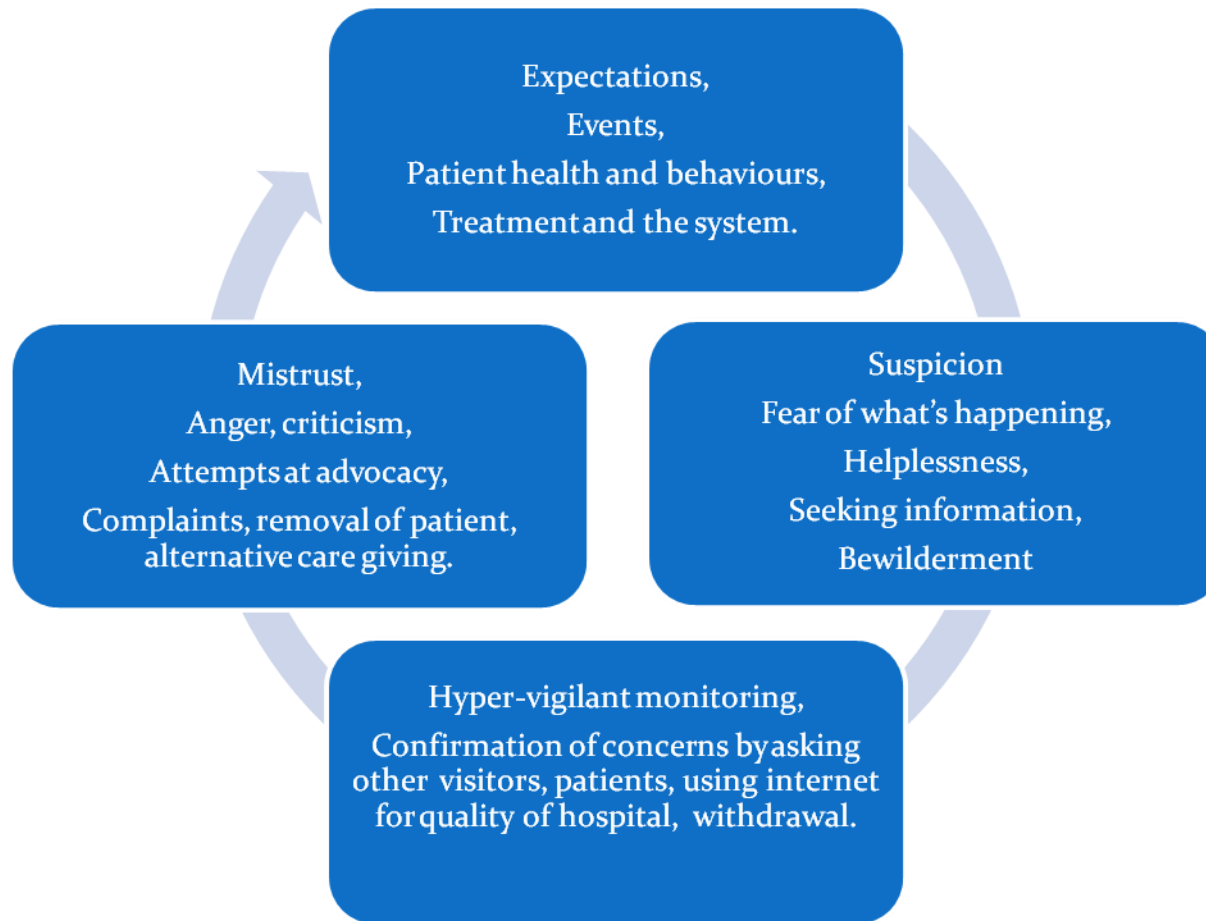 Expectations,
Events,
Patient health and behaviours,
Treatment and the system.
Suspicion
Fear of what's happening,
Helplessness,
Seeking information,
Bewilderment
Hyper-vigilant monitoring,
Confirmation of concerns by asking
other visitors, patients, using internet
for quality of hospital, withdrawal.
Mistrust,
Anger, criticism,
Attempts at advocacy,
Complaints, removal of patient,
alternative care giving.